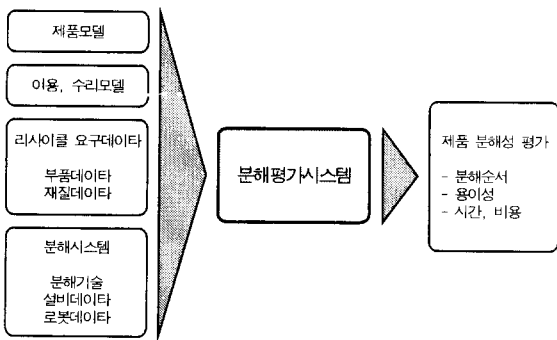 제품모델
이용, 수리모델
리사이클 요구데이타
부품데이타
재질데이타
분해시스템
분해기술
설비데이타
로봇데이타
분해평가시스템
제품 분해성 평가
- 분해순서
- 용이성
- 시간, 비용